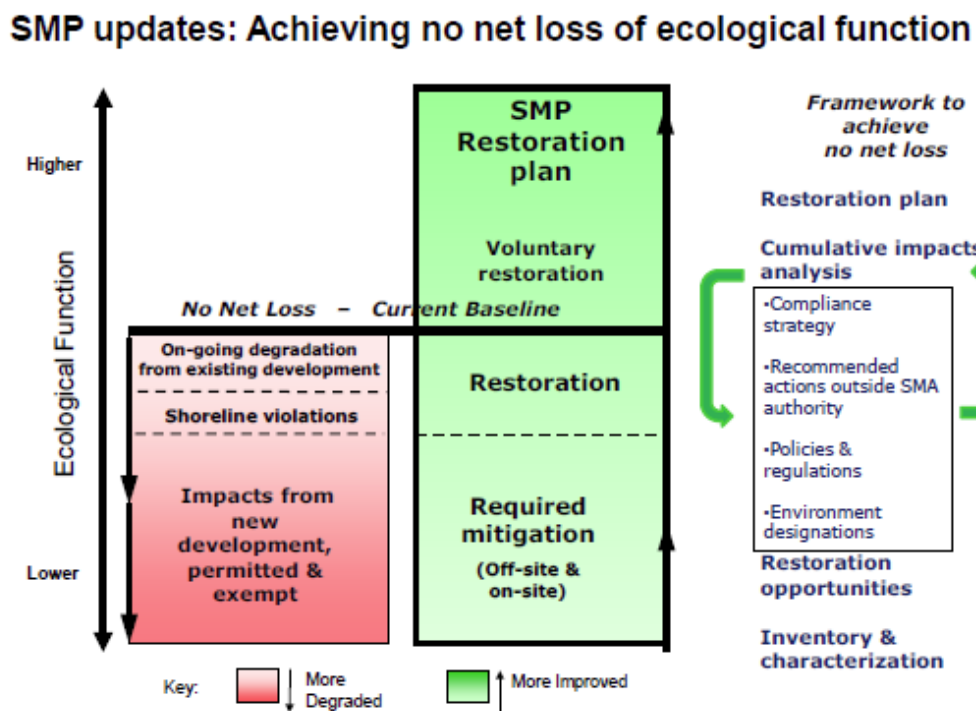 SMP updates: Achieving no net loss of ecological function
Higher
Ecological Function
Lower
No Net Loss – Current Baseline
On-going degradation
from existing development
Shoreline violations
Impacts from
new
development,
permitted &
exempt
SMP
Restoration
plan
Voluntary
restoration
Restoration
Required
mitigation
(Off-site &
on-site)
Framework to
achieve
no net loss
Restoration plan
Cumulative impacts
analysis
•Compliance
strategy
•Recommended
actions outside SMA
authority
•Policies &
regulations
•Environment
designations
Restoration
opportunities
Inventory &
characterization
Key:
More
Degraded
More Improved